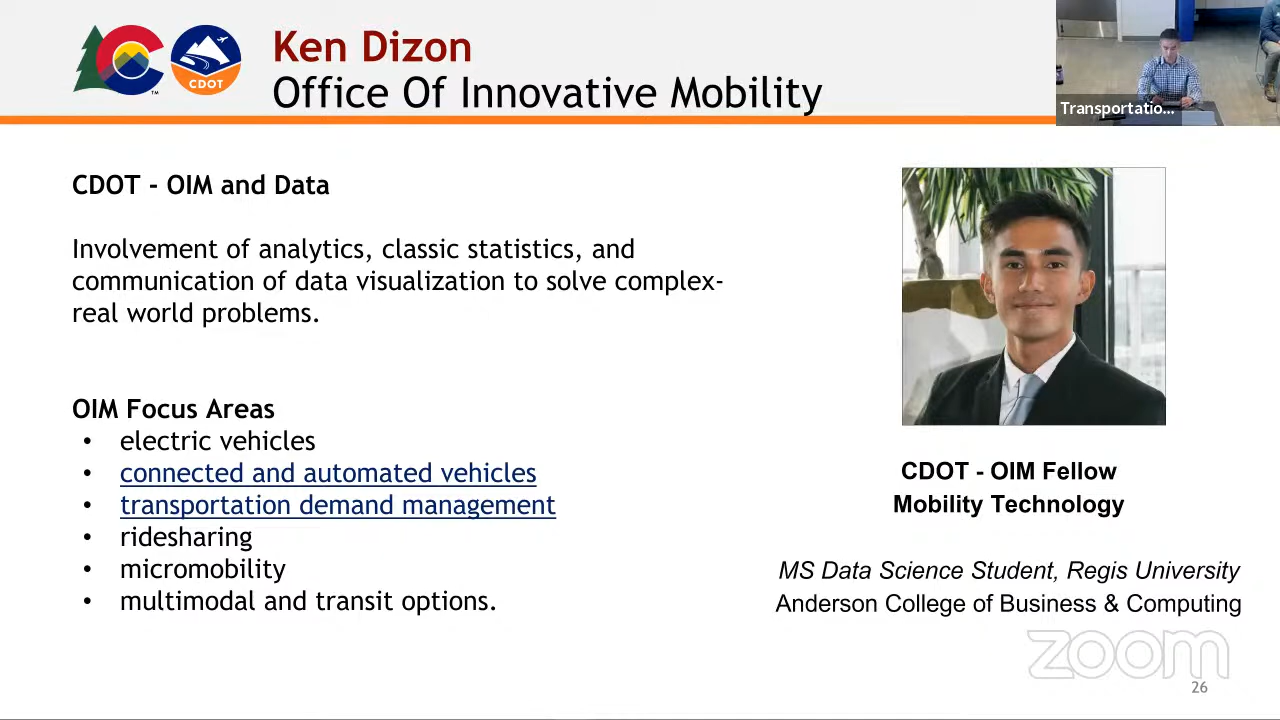 Ken Dizon
Office Of Innovative Mobility
CDOT
TM
Transportatio...
CDOT - OIM and Data
Involvement of analytics, classic statistics, and
communication of data visualization to solve complex-
real world problems.
OIM Focus Areas
• electric vehicles
• connected and automated vehicles
• transportation demand management
• ridesharing
• micromobility
• multimodal and transit options.
CDOT - OIM Fellow
Mobility Technology
MS Data Science Student, Regis University
Anderson College of Business & Computing
zoom
26